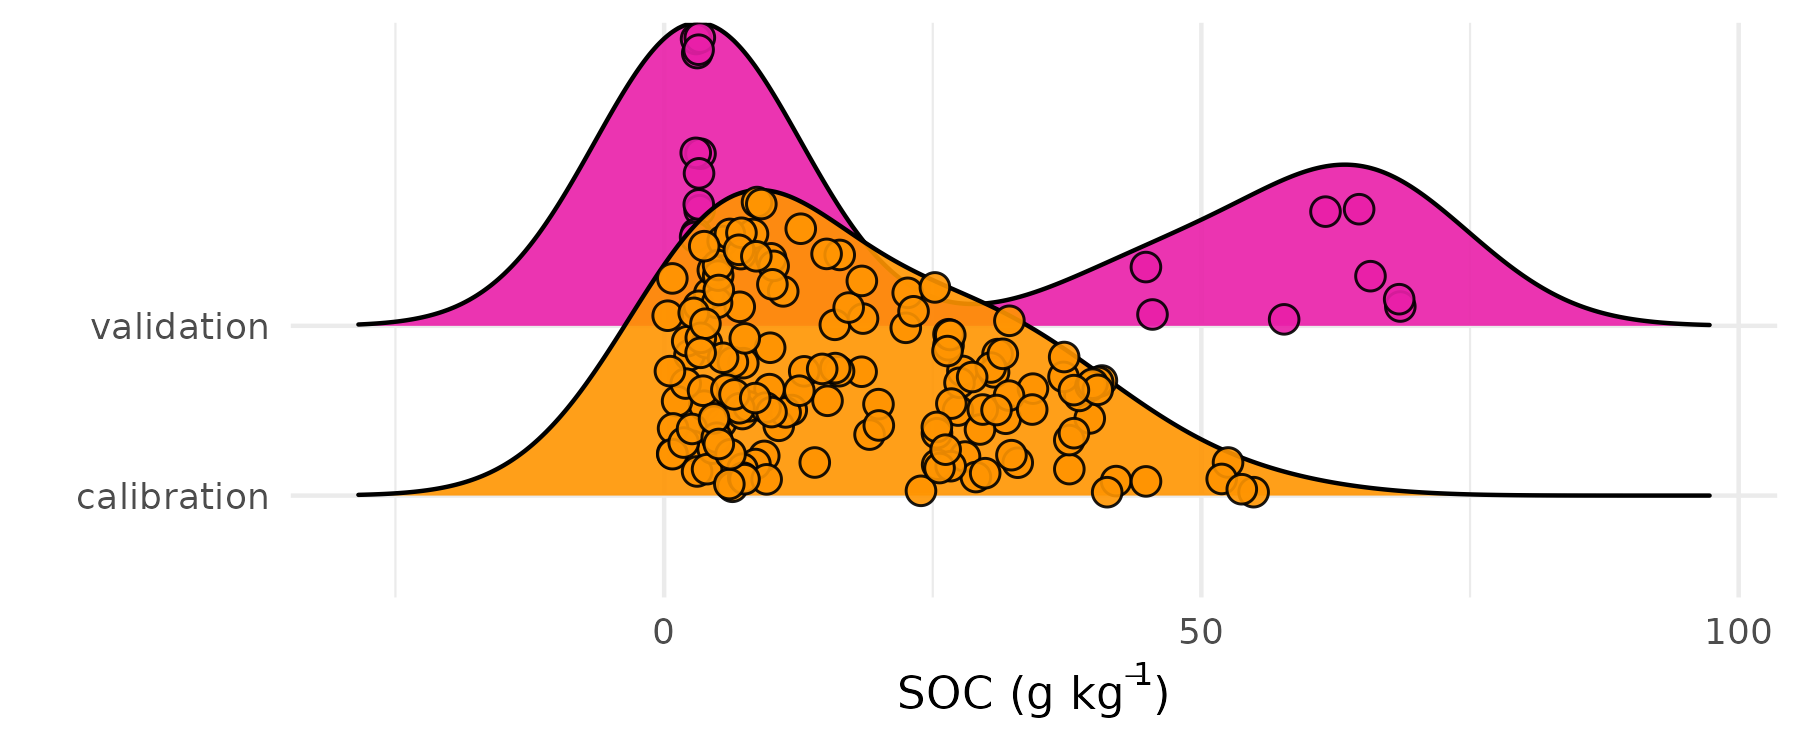 validation
calibration
0 50 100
SOC (g kg⁻¹)